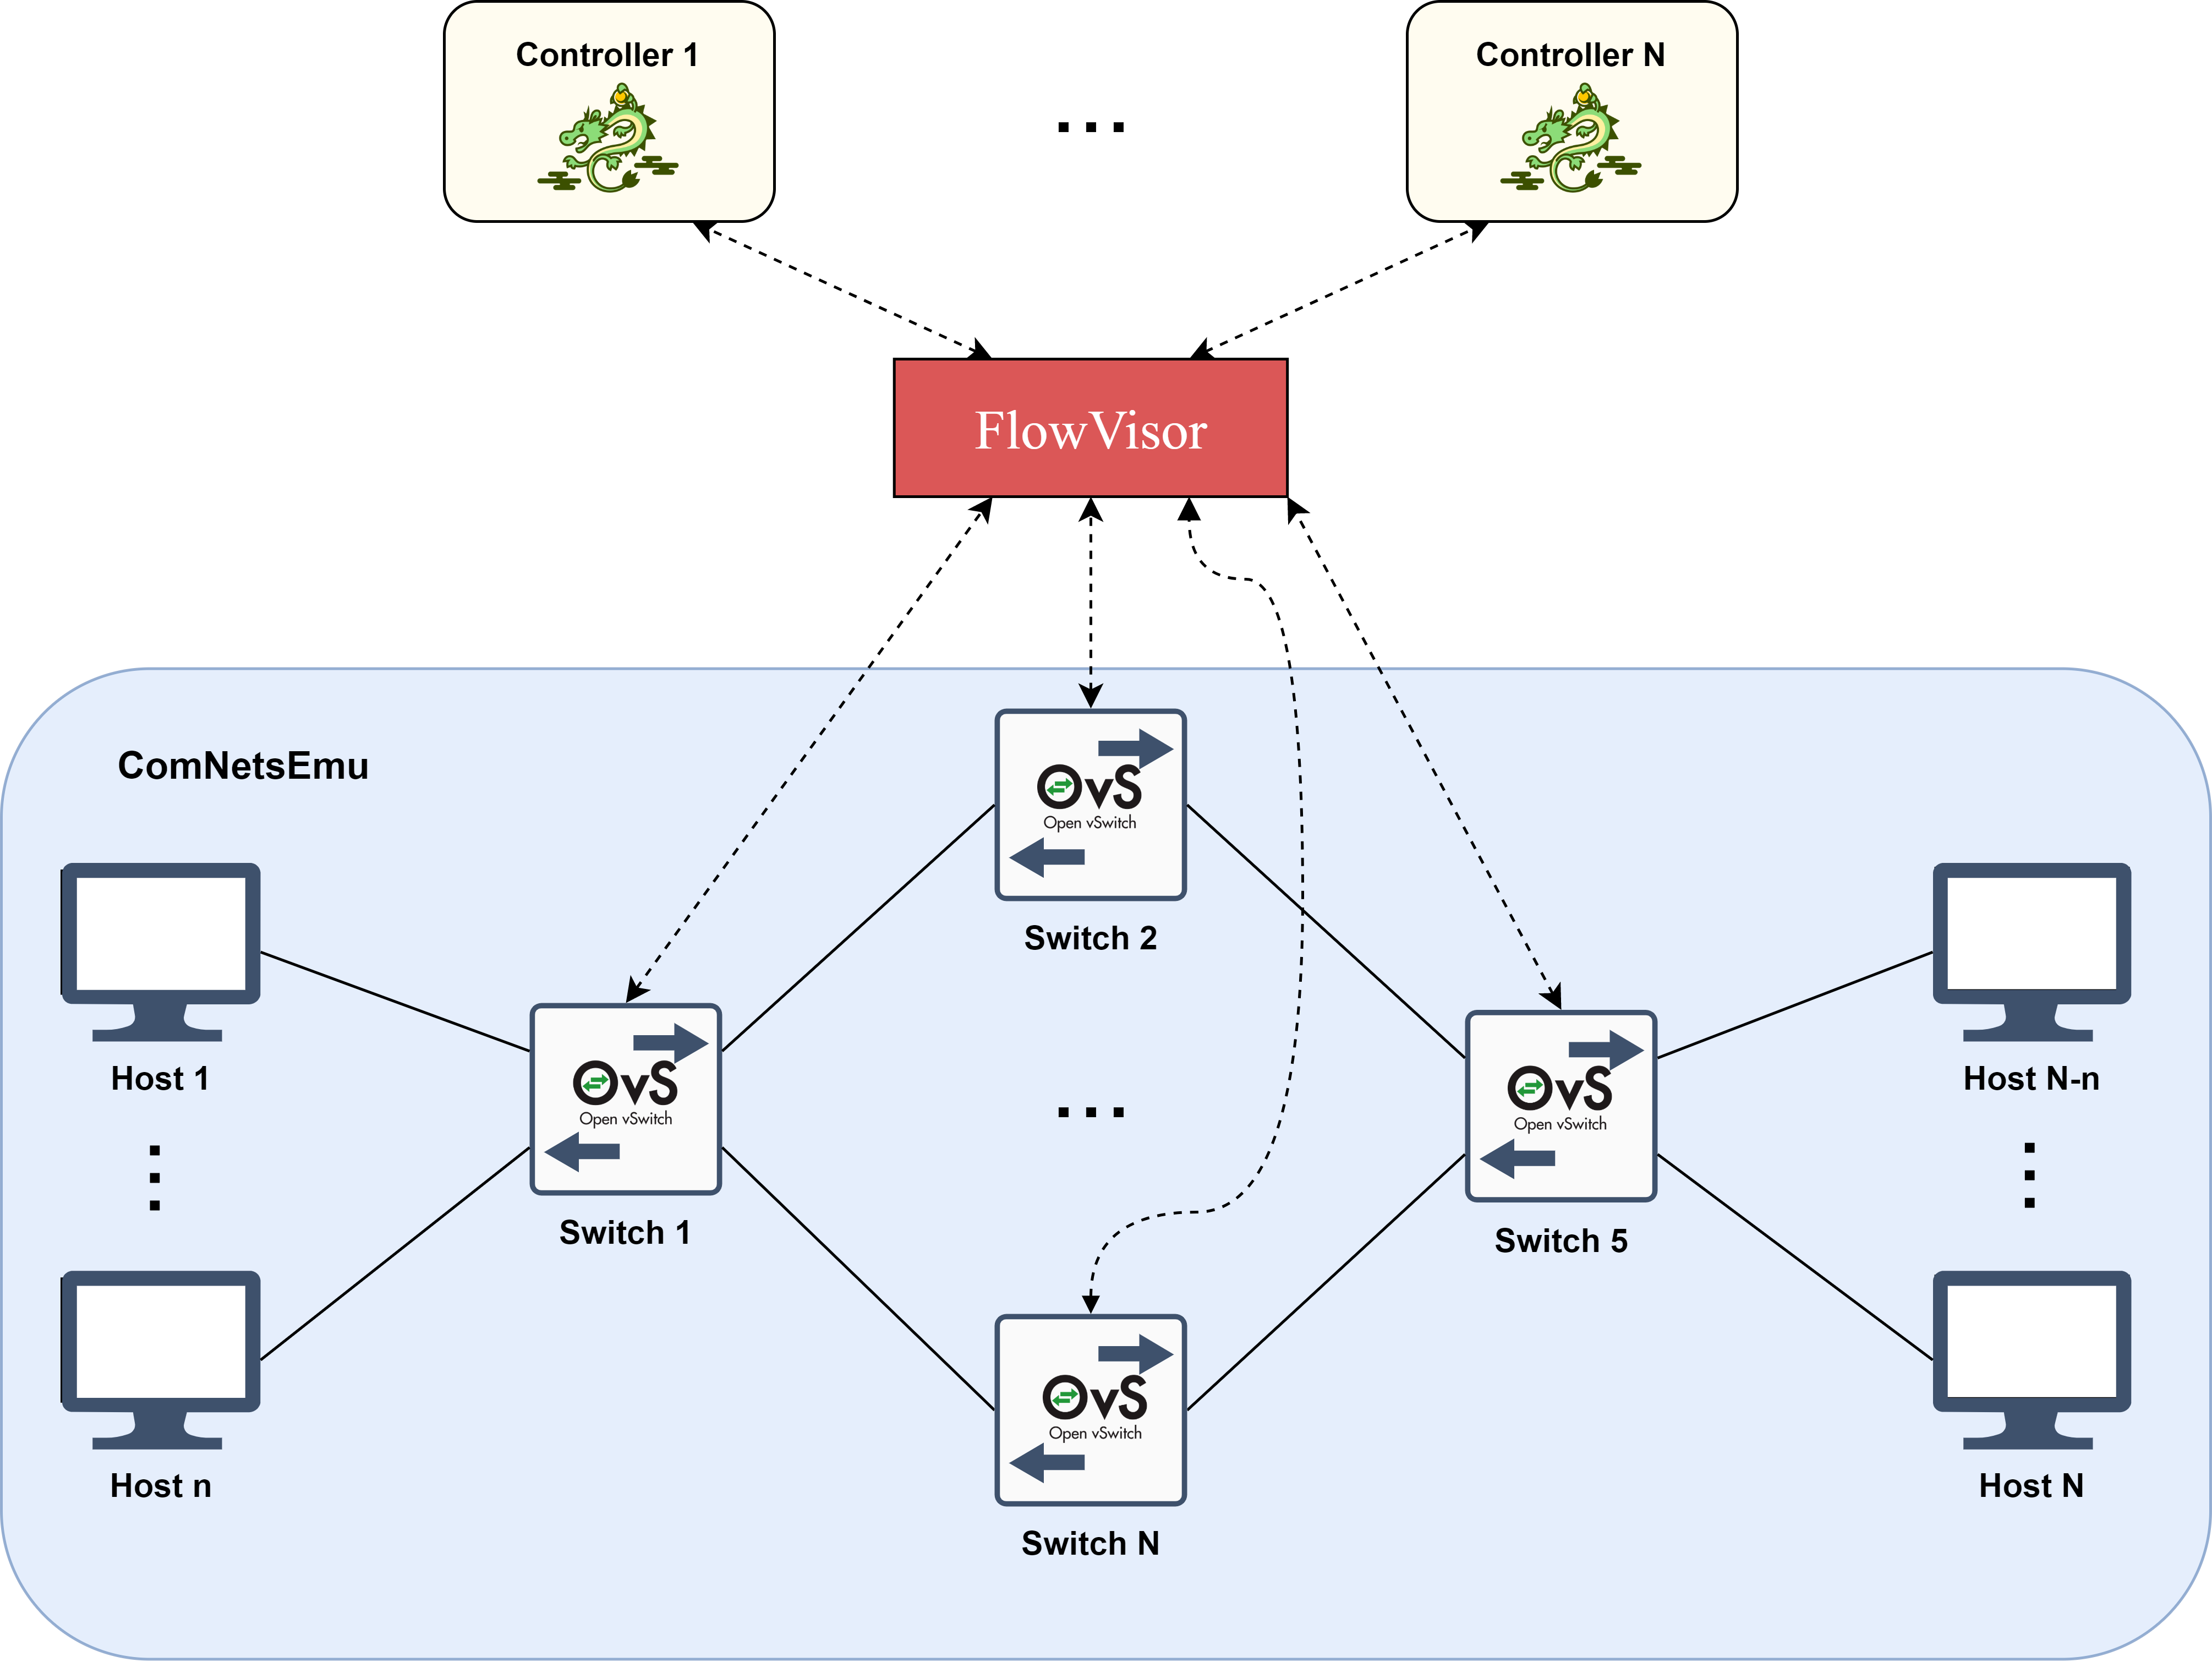 Controller 1
...
Controller N
FlowVisor
ComNetsEmu
OvS
Open vSwitch
Switch 2
Host 1
OvS
Open vSwitch
Switch 1
...
OvS
Open vSwitch
Switch 5
Host N-n
Host n
OvS
Open vSwitch
Switch N
Host N